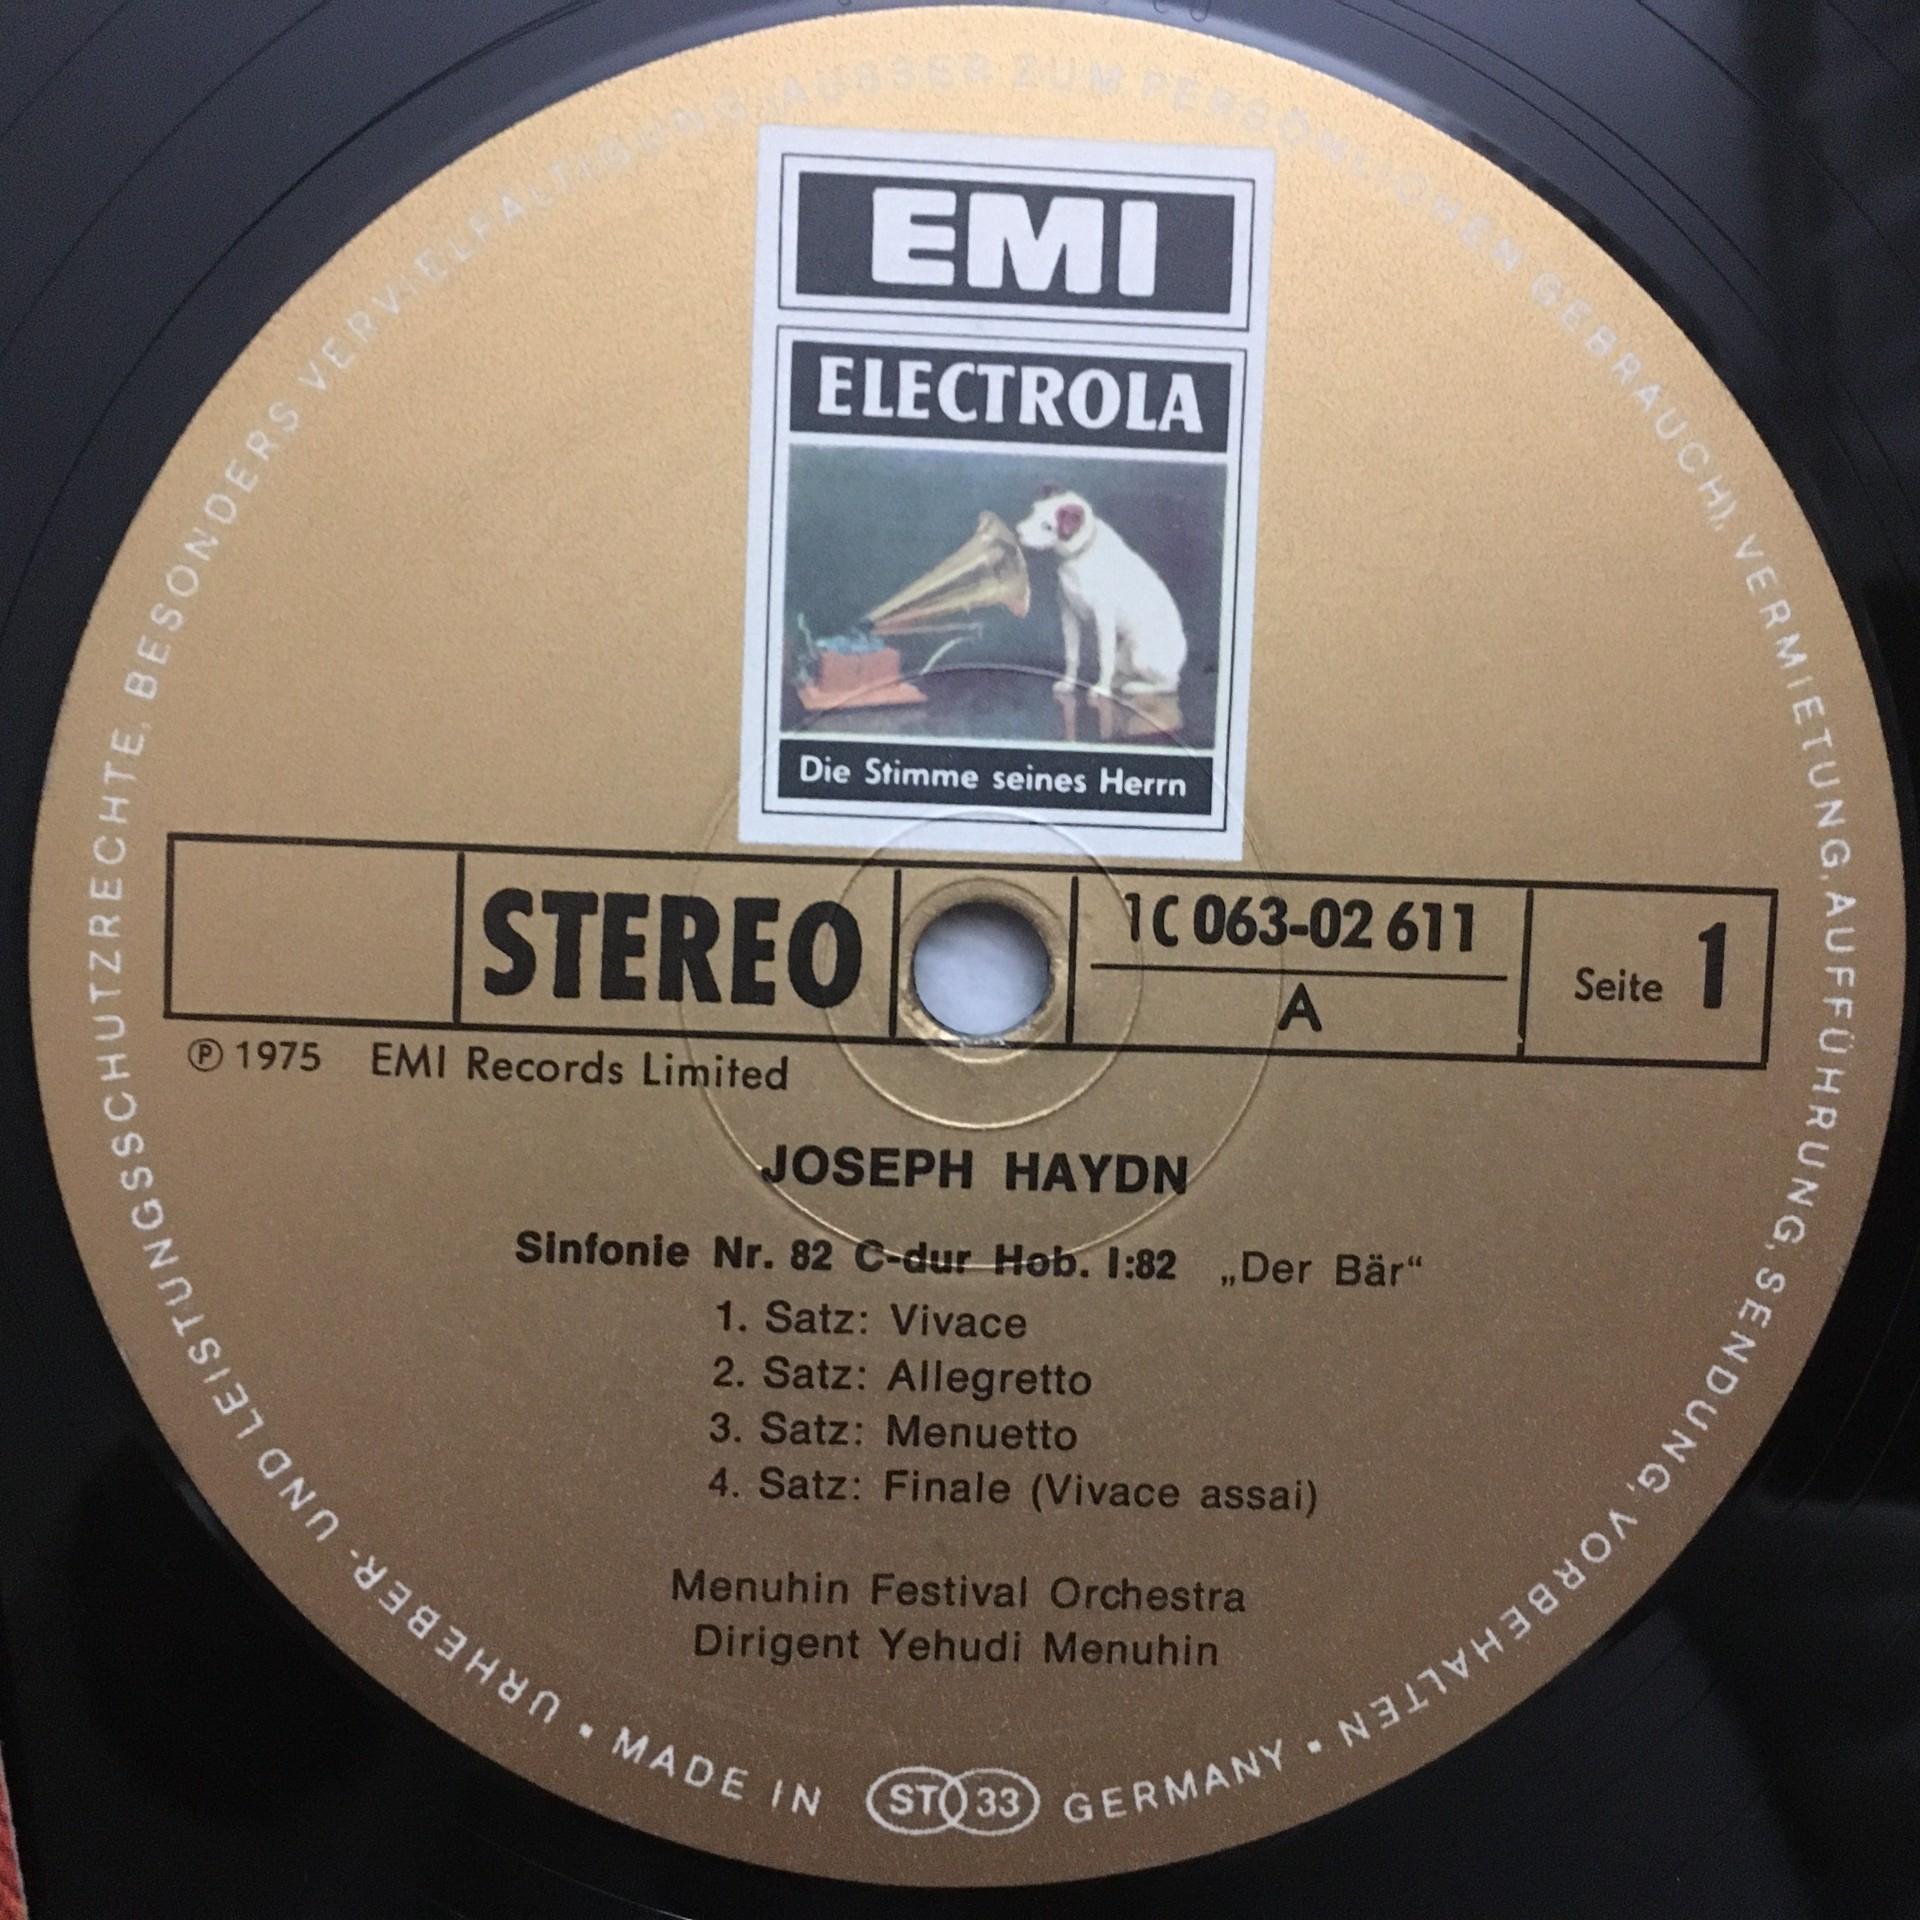 EMI
ELECTROLA
Die Stimme seines Herrn
STEREO
1C 063-02 611
A
Seite 1
Ⓟ 1975 EMI Records Limited
JOSEPH HAYDN
Sinfonie Nr. 82 C-dur Hob. I:82 „Der Bär“
1. Satz: Vivace
2. Satz: Allegretto
3. Satz: Menuetto
4. Satz: Finale (Vivace assai)
Menuhin Festival Orchestra
Dirigent Yehudi Menuhin
URHEBER- UND LEISTUNGSSCHUTZRECHTE, BESONDERS VERVIELFÄLTIGUNG (AUSSER ZUM PERSÖNLICHEN GEBRAUCH), VERMIETUNG, AUFFÜHRUNG, SENDUNG, VORBEHALTEN
• MADE IN ST 33 GERMANY •